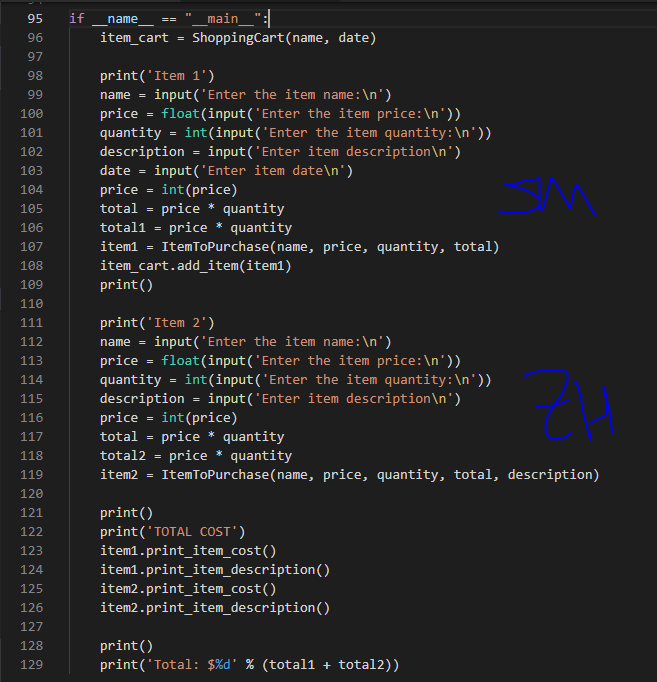 95 if __name__ == "__main__":
96 item_cart = ShoppingCart(name, date)
97
98 print('Item 1')
99 name = input('Enter the item name:\n')
100 price = float(input('Enter the item price:\n'))
101 quantity = int(input('Enter the item quantity:\n'))
102 description = input('Enter item description\n')
103 date = input('Enter item date\n')
104 price = int(price)
105 total = price * quantity
106 total1 = price * quantity
107 item1 = ItemToPurchase(name, price, quantity, total)
108 item_cart.add_item(item1)
109 print()
110
111 print('Item 2')
112 name = input('Enter the item name:\n')
113 price = float(input('Enter the item price:\n'))
114 quantity = int(input('Enter the item quantity:\n'))
115 description = input('Enter item description\n')
116 price = int(price)
117 total = price * quantity
118 total2 = price * quantity
119 item2 = ItemToPurchase(name, price, quantity, total, description)
120
121 print()
122 print('TOTAL COST')
123 item1.print_item_cost()
124 item1.print_item_description()
125 item2.print_item_cost()
126 item2.print_item_description()
127
128 print()
129 print('Total: $%d' % (total1 + total2))